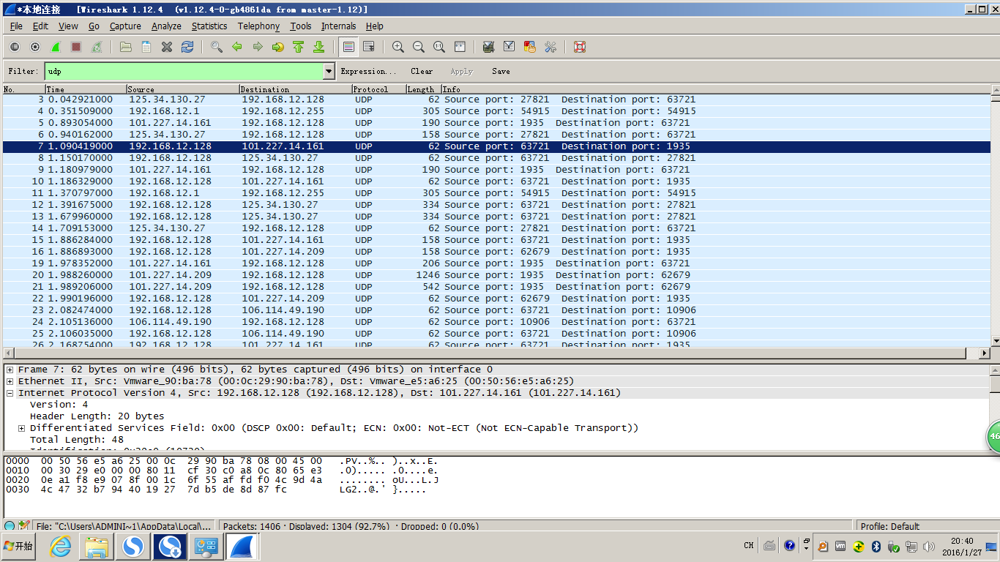 *本地连接 [Wireshark 1.12.4 (v1.12.4-0-gb4861da from master-1.12)]
File Edit View Go Capture Analyze Statistics Telephony Tools Internals Help
Filter: udp Expression... Clear Apply Save
No. Time Source Destination Protocol Length Info
3 0.042921000 125.34.130.27 192.168.12.128 UDP 62 Source port: 27821 Destination port: 63721
4 0.351509000 192.168.12.1 192.168.12.255 UDP 305 Source port: 54915 Destination port: 54915
5 0.893054000 101.227.14.161 192.168.12.128 UDP 190 Source port: 1935 Destination port: 63721
6 0.940162000 125.34.130.27 192.168.12.128 UDP 158 Source port: 27821 Destination port: 63721
7 1.090419000 192.168.12.128 101.227.14.161 UDP 62 Source port: 63721 Destination port: 1935
8 1.150170000 192.168.12.128 125.34.130.27 UDP 62 Source port: 63721 Destination port: 27821
9 1.180979000 101.227.14.161 192.168.12.128 UDP 190 Source port: 1935 Destination port: 63721
10 1.186329000 192.168.12.128 101.227.14.161 UDP 62 Source port: 63721 Destination port: 1935
11 1.370797000 192.168.12.1 192.168.12.255 UDP 305 Source port: 54915 Destination port: 54915
12 1.391675000 192.168.12.128 125.34.130.27 UDP 334 Source port: 63721 Destination port: 27821
13 1.679960000 192.168.12.128 125.34.130.27 UDP 334 Source port: 63721 Destination port: 27821
14 1.709153000 125.34.130.27 192.168.12.128 UDP 62 Source port: 27821 Destination port: 63721
15 1.886284000 192.168.12.128 101.227.14.161 UDP 158 Source port: 63721 Destination port: 1935
16 1.886893000 192.168.12.128 101.227.14.209 UDP 158 Source port: 62679 Destination port: 1935
19 1.978352000 101.227.14.161 192.168.12.128 UDP 206 Source port: 1935 Destination port: 63721
20 1.988260000 101.227.14.209 192.168.12.128 UDP 1246 Source port: 1935 Destination port: 62679
21 1.989206000 101.227.14.209 192.168.12.128 UDP 542 Source port: 1935 Destination port: 62679
22 1.990196000 192.168.12.128 101.227.14.209 UDP 62 Source port: 62679 Destination port: 1935
23 2.082474000 192.168.12.128 106.114.49.190 UDP 62 Source port: 63721 Destination port: 10906
24 2.105136000 106.114.49.190 192.168.12.128 UDP 62 Source port: 10906 Destination port: 63721
25 2.106035000 192.168.12.128 106.114.49.190 UDP 62 Source port: 63721 Destination port: 10906
26 2.168754000 192.168.12.128 101.227.14.161 UDP 62 Source port: 63721 Destination port: 1935
Frame 7: 62 bytes on wire (496 bits), 62 bytes captured (496 bits) on interface 0
Ethernet II, Src: Vmware_90:ba:78 (00:0c:29:90:ba:78), Dst: Vmware_e5:a6:25 (00:50:56:e5:a6:25)
Internet Protocol Version 4, Src: 192.168.12.128 (192.168.12.128), Dst: 101.227.14.161 (101.227.14.161)
Version: 4
Header Length: 20 bytes
Differentiated Services Field: 0x00 (DSCP 0x00: Default; ECN: 0x00: Not-ECT (Not ECN-Capable Transport))
Total Length: 48
46
0000 00 50 56 e5 a6 25 00 0c 29 90 ba 78 08 00 45 00 .PV..%.. )..x..E.
0010 00 30 29 e0 00 00 80 11 cf 30 c0 a8 0c 80 65 e3 .0)..... .0....e.
0020 0e a1 f8 e9 07 8f 00 1c 6f 55 af fd f0 4c 9d 4a ........ oU...L.J
0030 4c 47 32 b7 94 40 19 27 7d b5 de 8d 87 fc LG2..@.' }.....
File: "C:\Users\ADMINI~1\AppData\Local\... Packets: 1406 · Displayed: 1304 (92.7%) · Dropped: 0 (0.0%) Profile: Default
开始 CH 20:40
2016/1/27